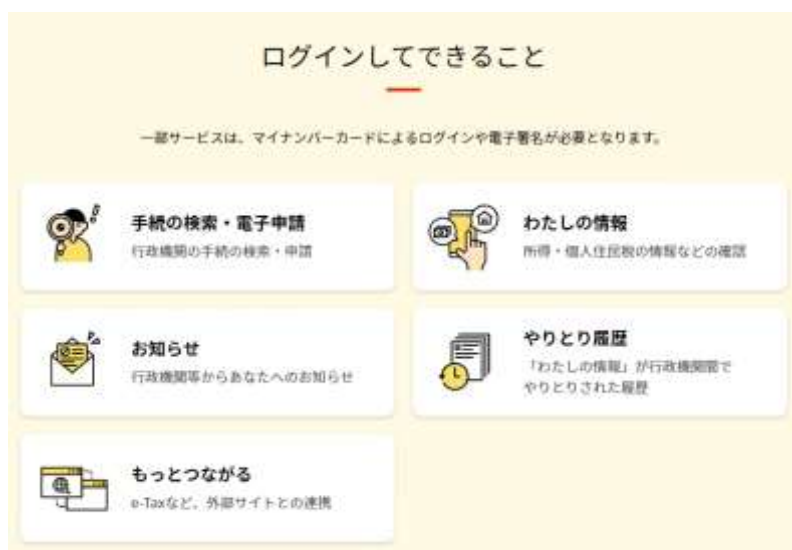 ログインしてできること
一部サービスは、マイナンバーカードによるログインや電子署名が必要となります。
手続の検索・電子申請
行政機関の手続の検索・申請
わたしの情報
所得・個人住民税の情報などの確認
お知らせ
行政機関等からあなたへのお知らせ
やりとり履歴
「わたしの情報」が行政機関間で
やりとりされた履歴
もっとつながる
e-Taxなど、外部サイトとの連携